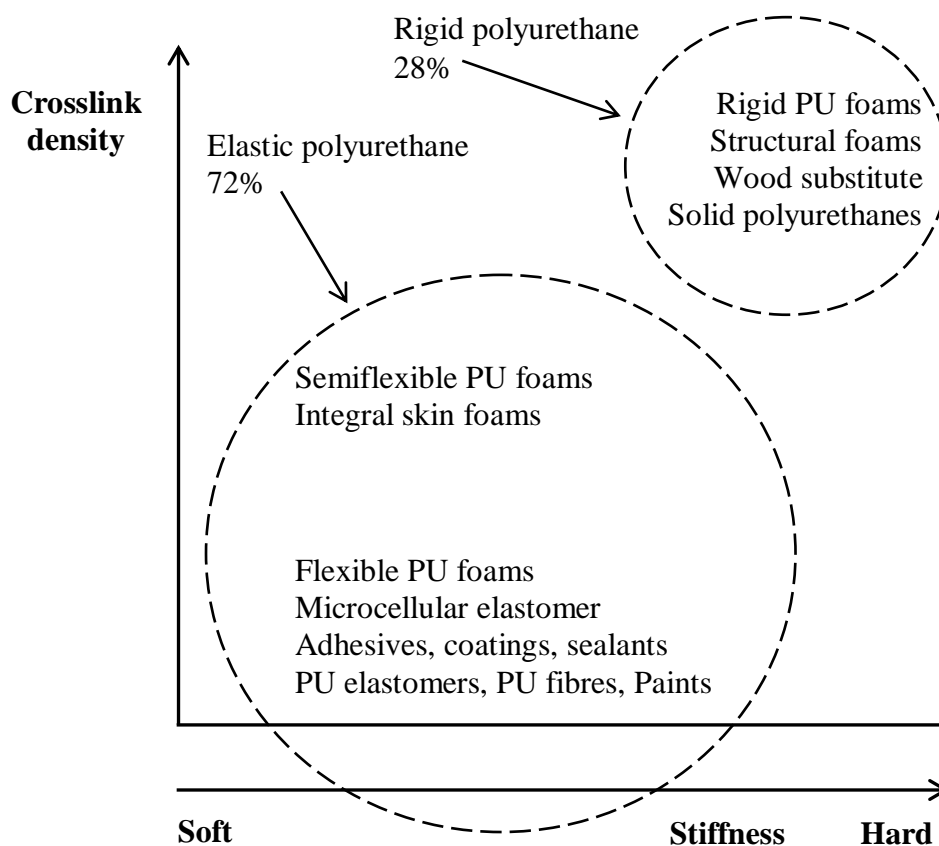 Rigid polyurethane
28%
Crosslink
density
Rigid PU foams
Structural foams
Wood substitute
Solid polyurethanes
Elastic polyurethane
72%
Semiflexible PU foams
Integral skin foams
Flexible PU foams
Microcellular elastomer
Adhesives, coatings, sealants
PU elastomers, PU fibres, Paints
Soft
Stiffness
Hard